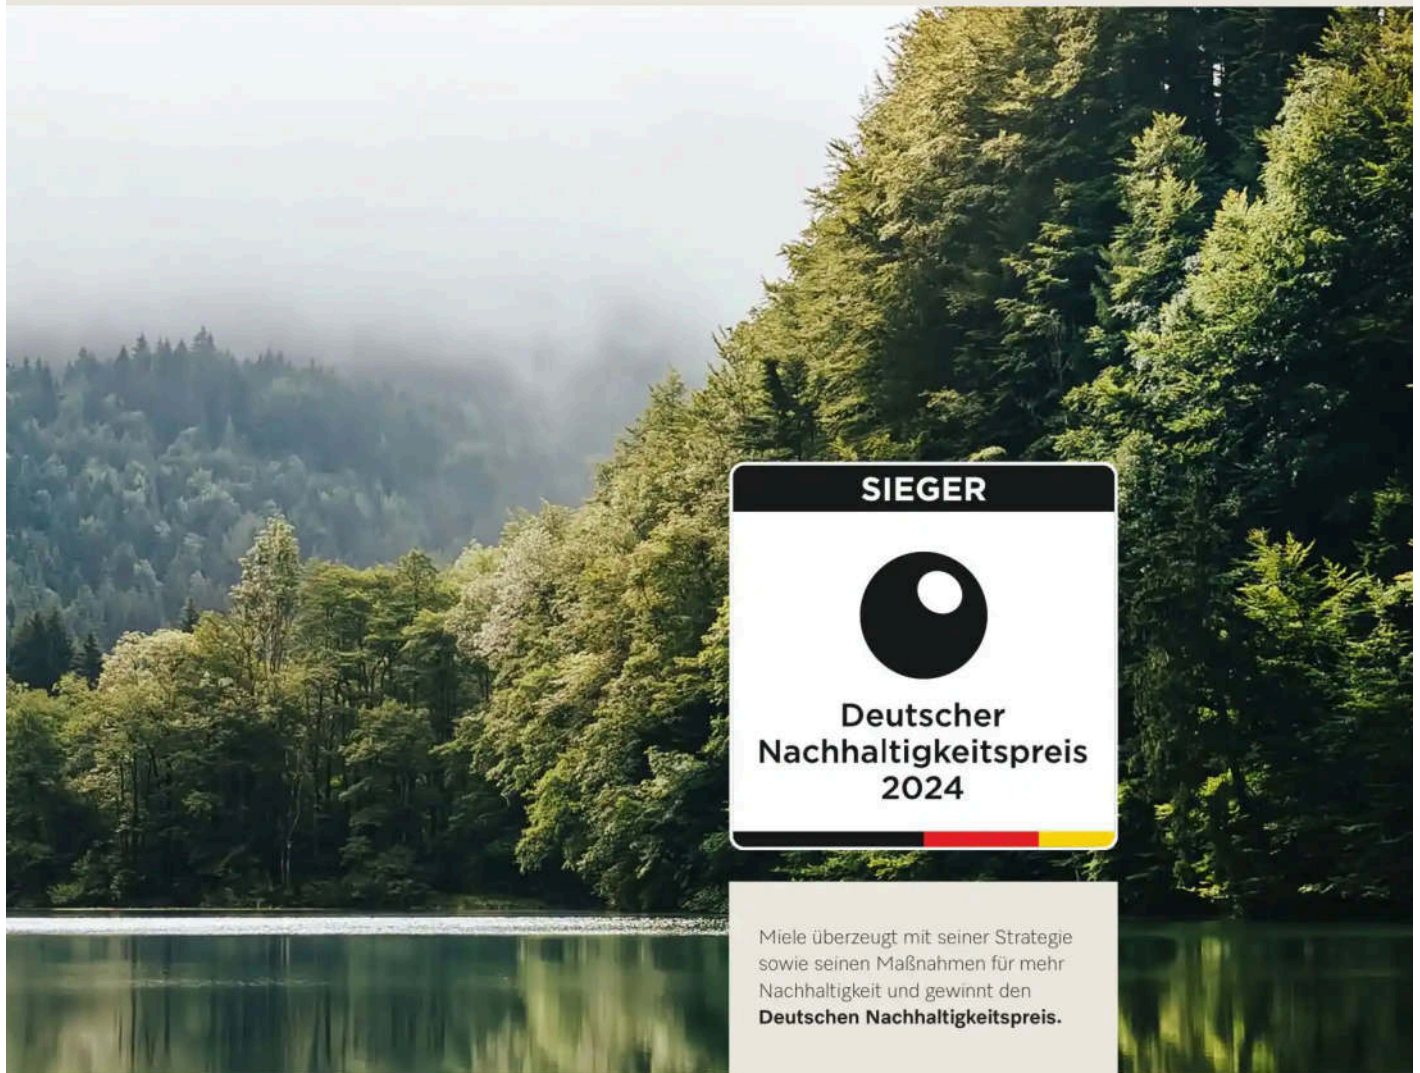 SIEGER
Deutscher
Nachhaltigkeitspreis
2024
Miele überzeugt mit seiner Strategie
sowie seinen Maßnahmen für mehr
Nachhaltigkeit und gewinnt den
Deutschen Nachhaltigkeitspreis.